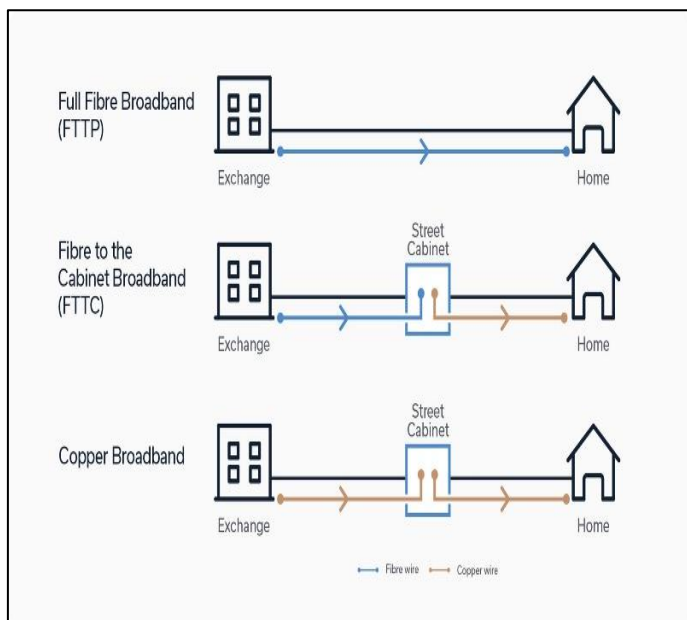 Full Fibre Broadband
(FTTP)
Exchange
Home
Fibre to the
Cabinet Broadband
(FTTC)
Street
Cabinet
Exchange
Home
Copper Broadband
Street
Cabinet
Exchange
Home
Fibre wire
Copper wire